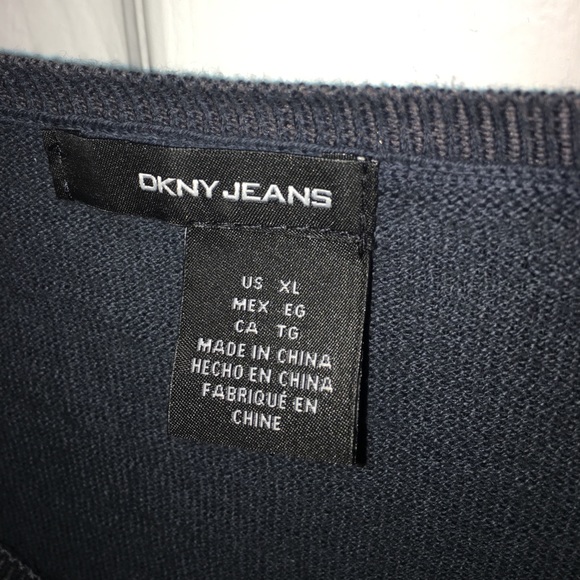 DKNY JEANS
US XL
MEX EG
CA TG
MADE IN CHINA
HECHO EN CHINA
FABRIQUÉ EN
CHINE